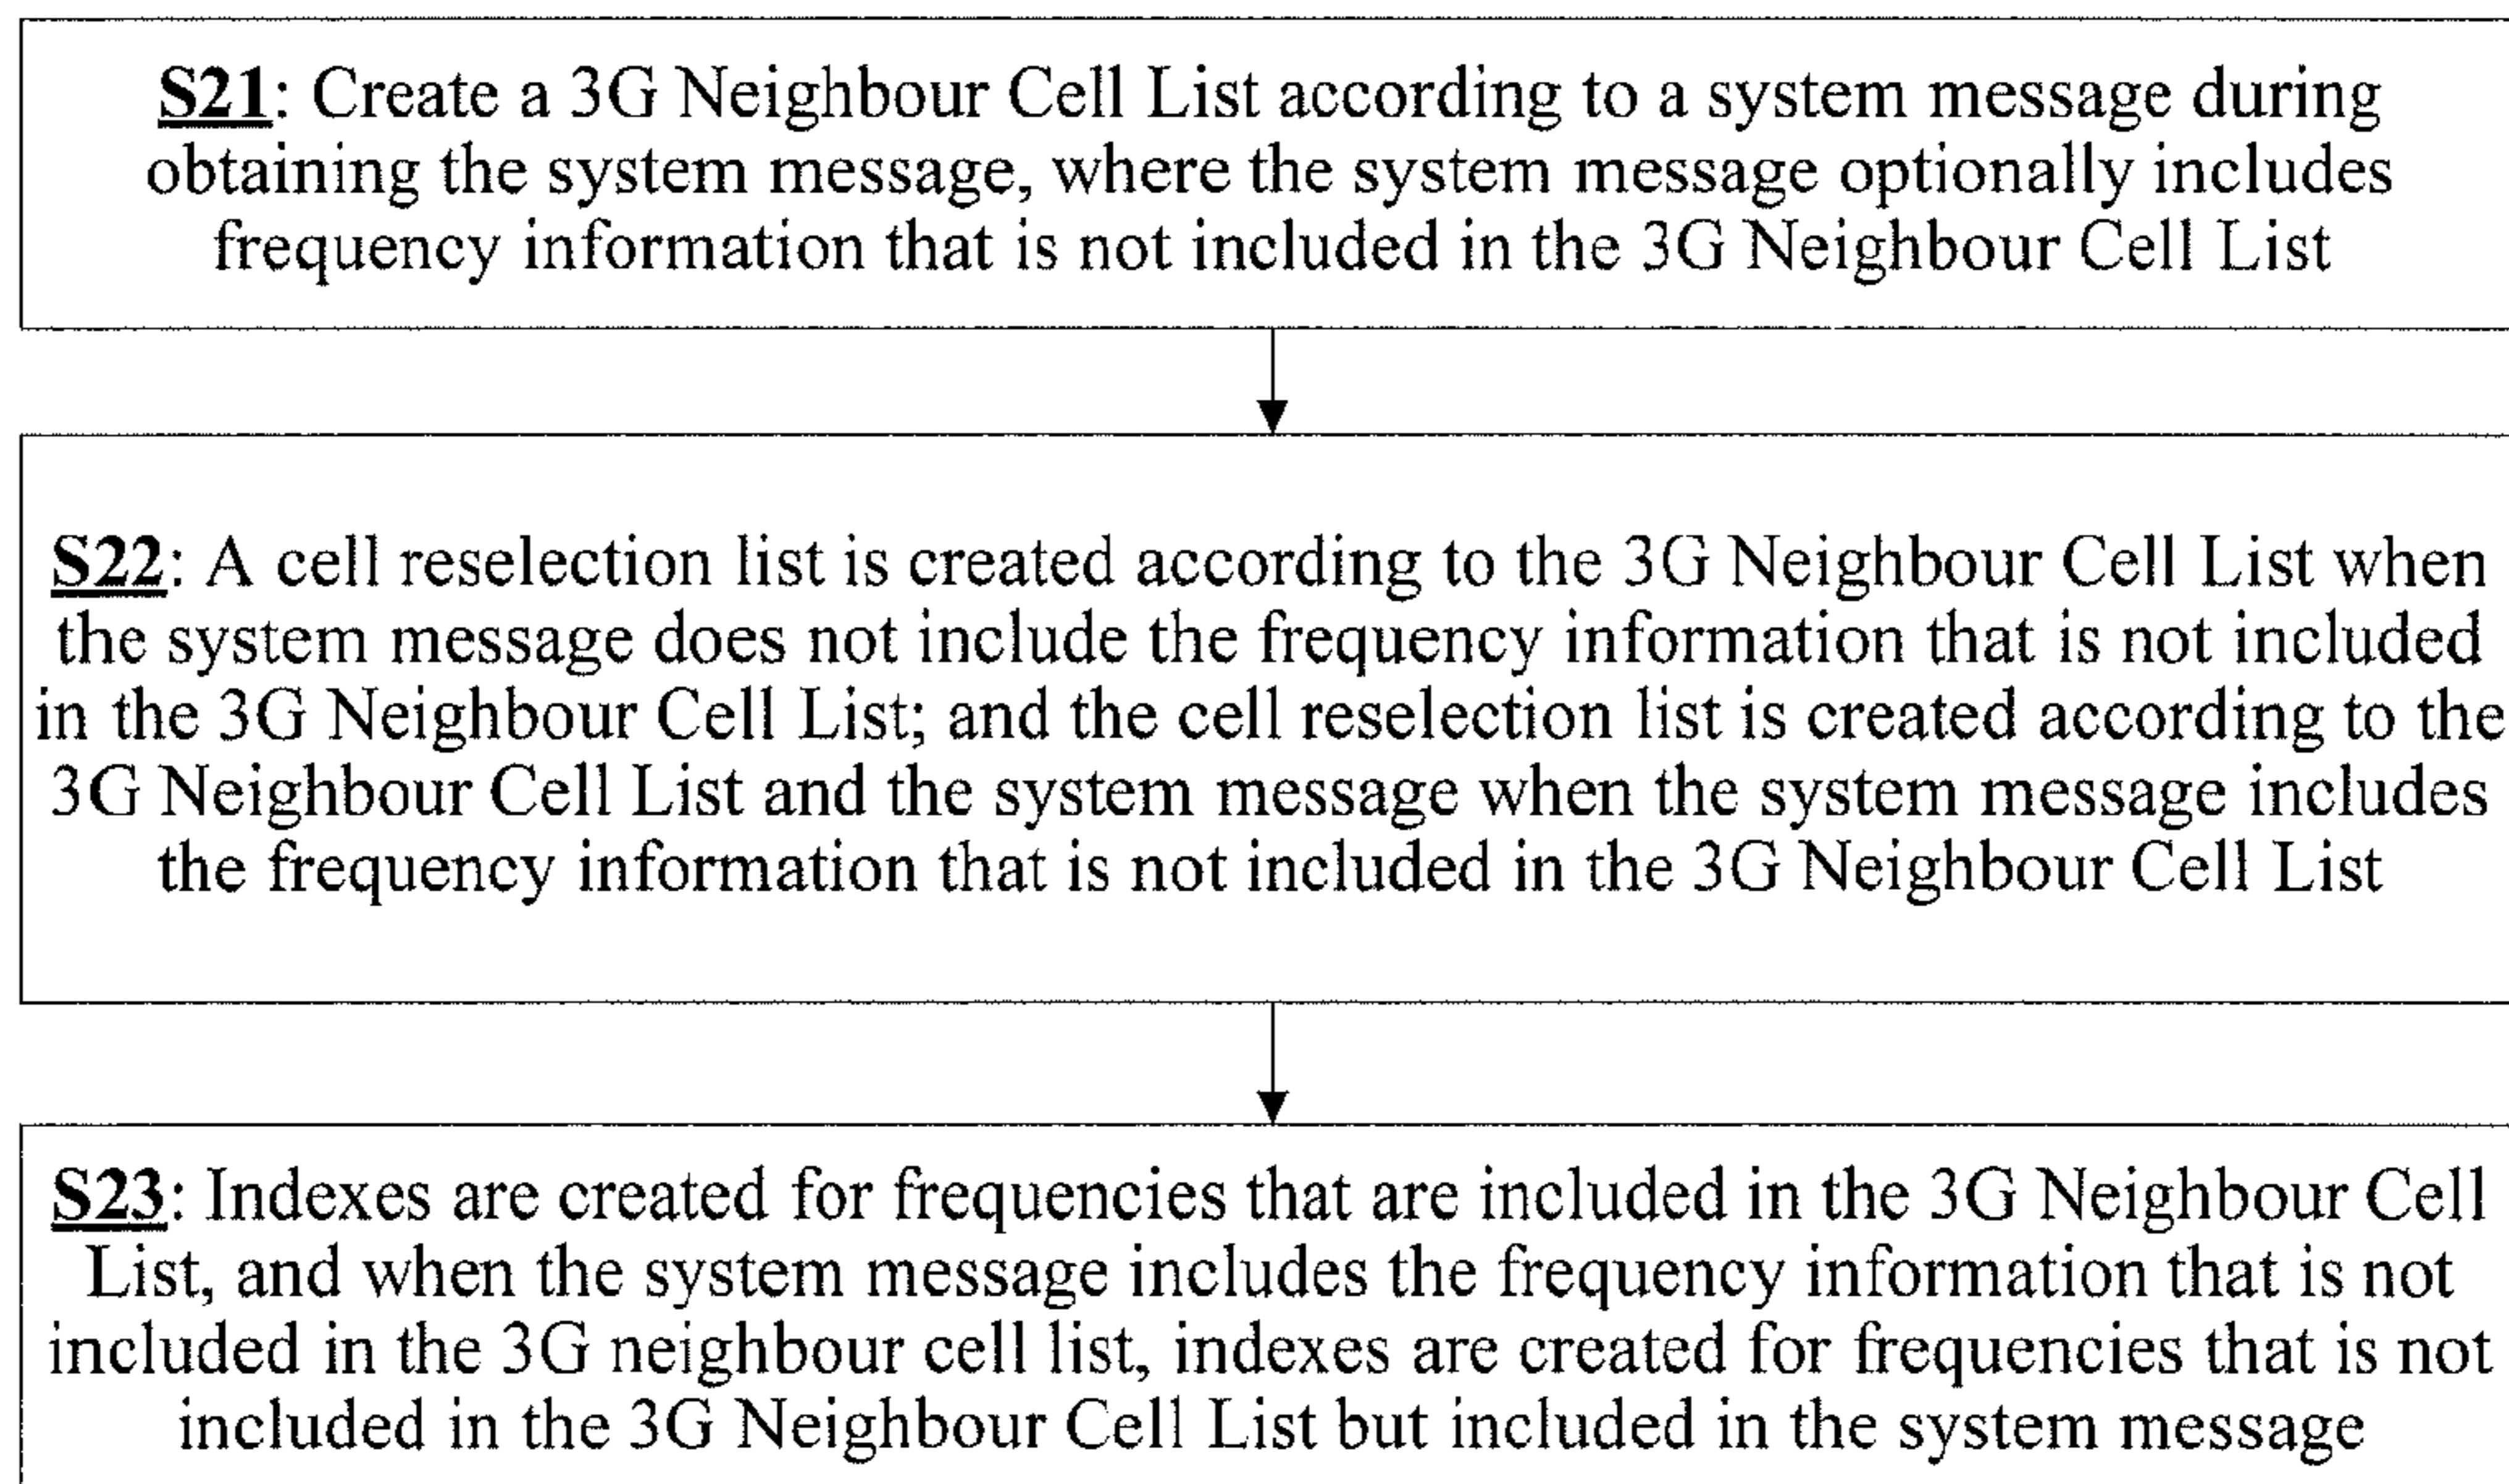 S21: Create a 3G Neighbour Cell List according to a system message during
obtaining the system message, where the system message optionally includes
frequency information that is not included in the 3G Neighbour Cell List
S22: A cell reselection list is created according to the 3G Neighbour Cell List when
the system message does not include the frequency information that is not included
in the 3G Neighbour Cell List; and the cell reselection list is created according to the
3G Neighbour Cell List and the system message when the system message includes
the frequency information that is not included in the 3G Neighbour Cell List
S23: Indexes are created for frequencies that are included in the 3G Neighbour Cell
List, and when the system message includes the frequency information that is not
included in the 3G neighbour cell list, indexes are created for frequencies that is not
included in the 3G Neighbour Cell List but included in the system message